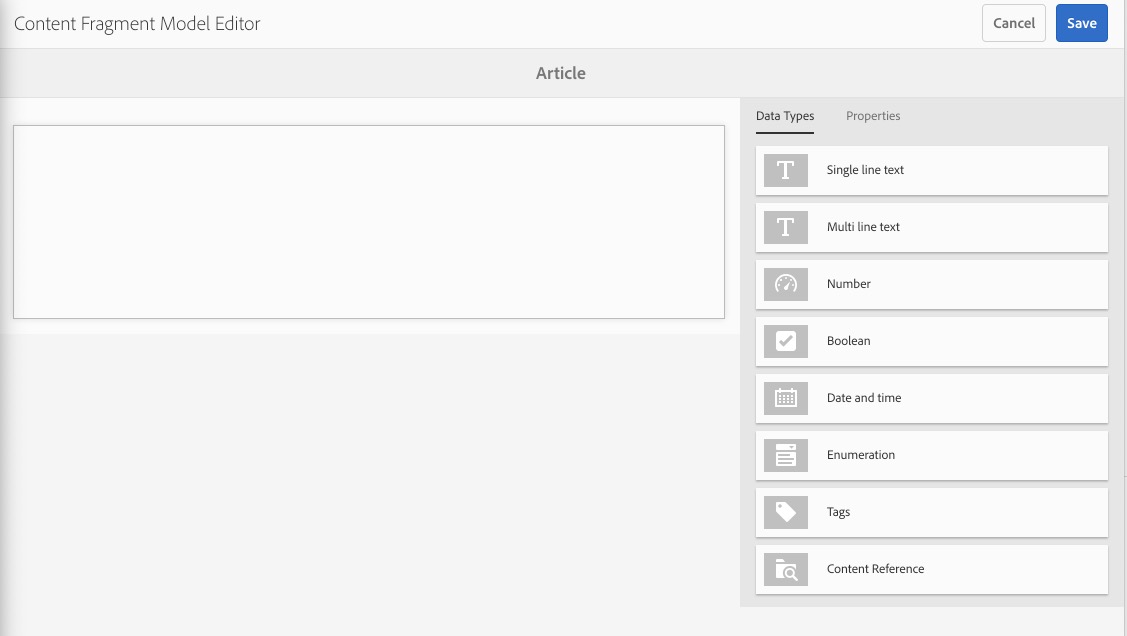 Content Fragment Model Editor
Cancel
Save
Article
Data Types
Properties
Single line text
Multi line text
Number
Boolean
Date and time
Enumeration
Tags
Content Reference